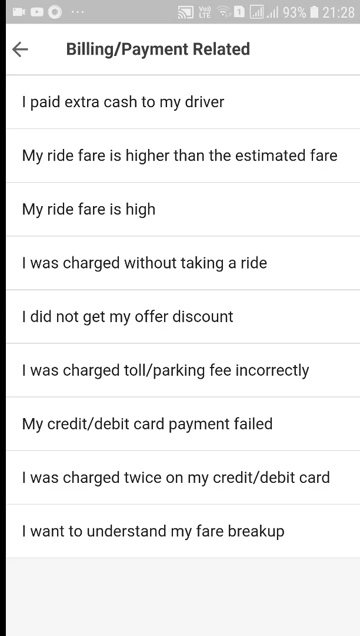 VoI) LTE 1 93% 21:28
Billing/Payment Related
I paid extra cash to my driver
My ride fare is higher than the estimated fare
My ride fare is high
I was charged without taking a ride
I did not get my offer discount
I was charged toll/parking fee incorrectly
My credit/debit card payment failed
I was charged twice on my credit/debit card
I want to understand my fare breakup